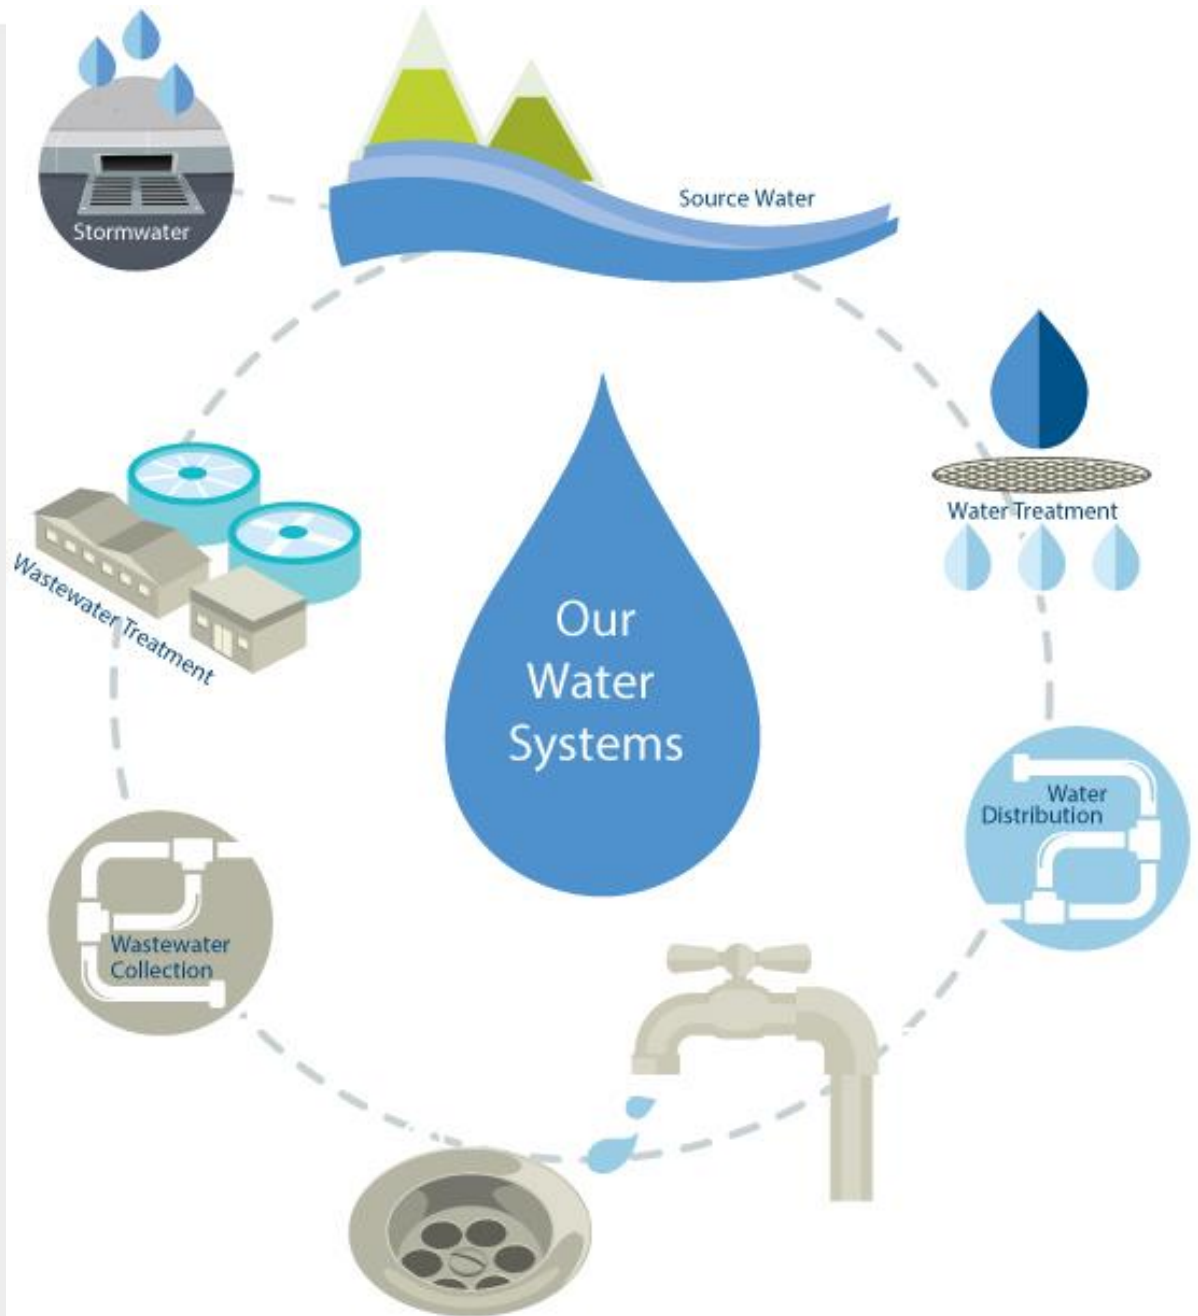 Stormwater
Source Water
Water Treatment
Wastewater Treatment
Our
Water
Systems
Water
Distribution
Wastewater
Collection